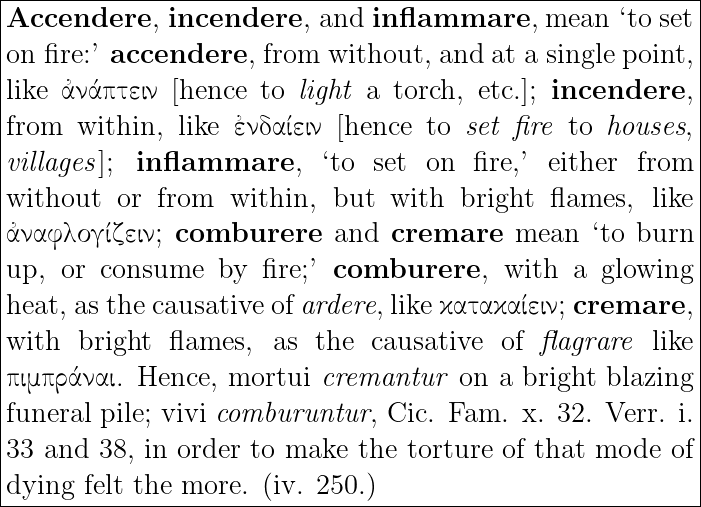 Accendere, incendere, and inflammare, mean ‘to set
on fire:’ accendere, from without, and at a single point,
like ἀνάπτειν [hence to light a torch, etc.]; incendere,
from within, like ἐνδαίειν [hence to set fire to houses,
villages]; inflammare, ‘to set on fire,’ either from
without or from within, but with bright flames, like
ἀναφλογίζειν; comburere and cremare mean ‘to burn
up, or consume by fire;’ comburere, with a glowing
heat, as the causative of ardere, like κατακαίειν; cremare,
with bright flames, as the causative of flagrare like
πιμπράναι. Hence, mortui cremantur on a bright blazing
funeral pile; vivi comburuntur, Cic. Fam. x. 32. Verr. i.
33 and 38, in order to make the torture of that mode of
dying felt the more. (iv. 250.)